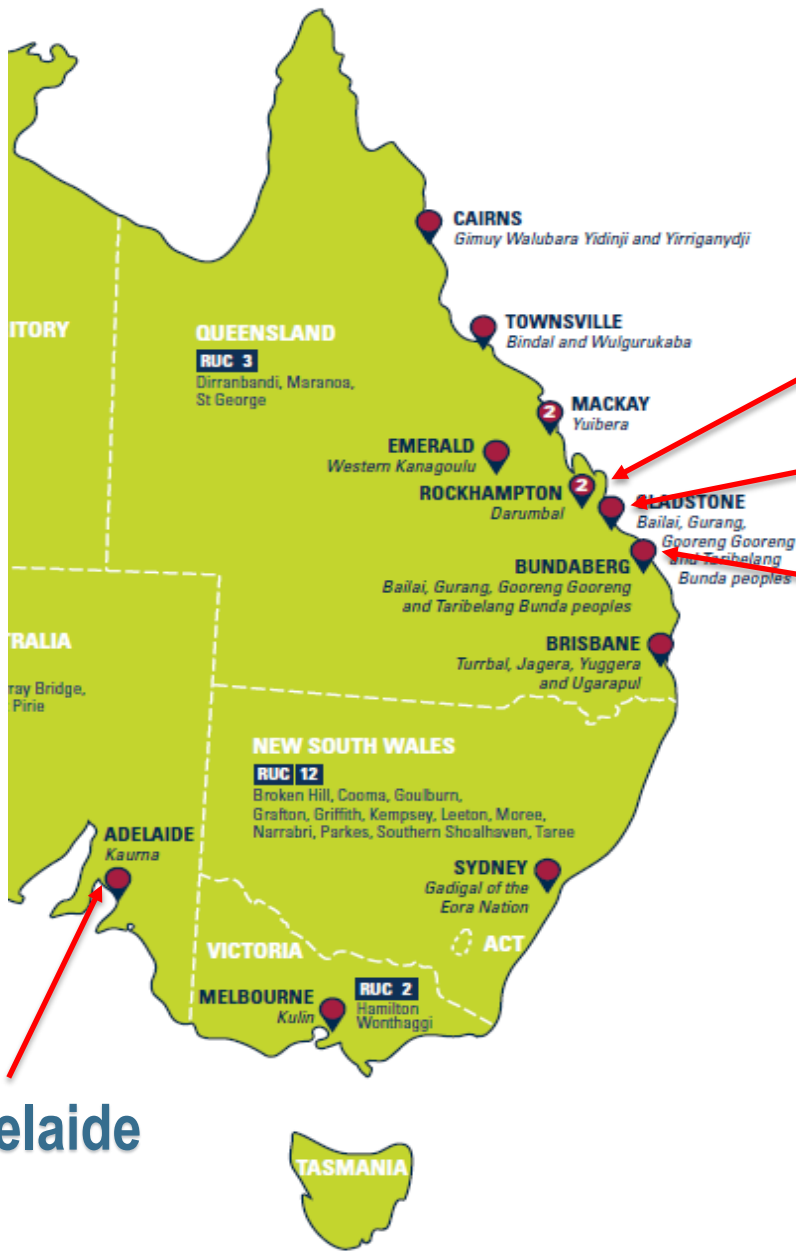 CAIRNS
Gimuy Walubara Yidinji and Yirriganydji
TOWNSVILLE
Bindal and Wulgurukaba
ITORY
QUEENSLAND
RUC 3
Dirranbandi, Maranoa,
St George
2
MACKAY
Yuibera
EMERALD
Western Kanagoulu
2
ROCKHAMPTON
Darumbal
GLADSTONE
Bailai, Gurang,
Gooreng Gooreng
and Taribelang
Bunda peoples
BUNDABERG
Bailai, Gurang, Gooreng Gooreng
and Taribelang Bunda peoples
TRALIA
ray Bridge,
Pirie
BRISBANE
Turrbal, Jagera, Yuggera
and Ugarapul
NEW SOUTH WALES
RUC 12
Broken Hill, Cooma, Goulburn,
Grafton, Griffith, Kempsey, Leeton, Moree,
Narrabri, Parkes, Southern Shoalhaven, Taree
ADELAIDE
Kaurna
SYDNEY
Gadigal of the
Eora Nation
ACT
VICTORIA
RUC 2
Hamilton
Wonthaggi
MELBOURNE
Kulin
elaide
TASMANIA